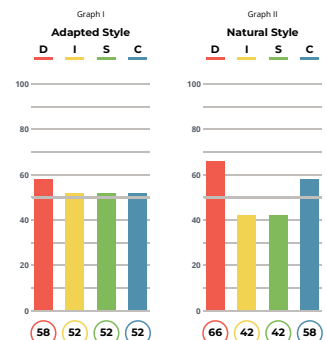 Graph I
Adapted Style
D I S C
100
80
60
40
20
0
58 52 52 52
Graph II
Natural Style
D I S C
100
80
60
40
20
0
66 42 42 58